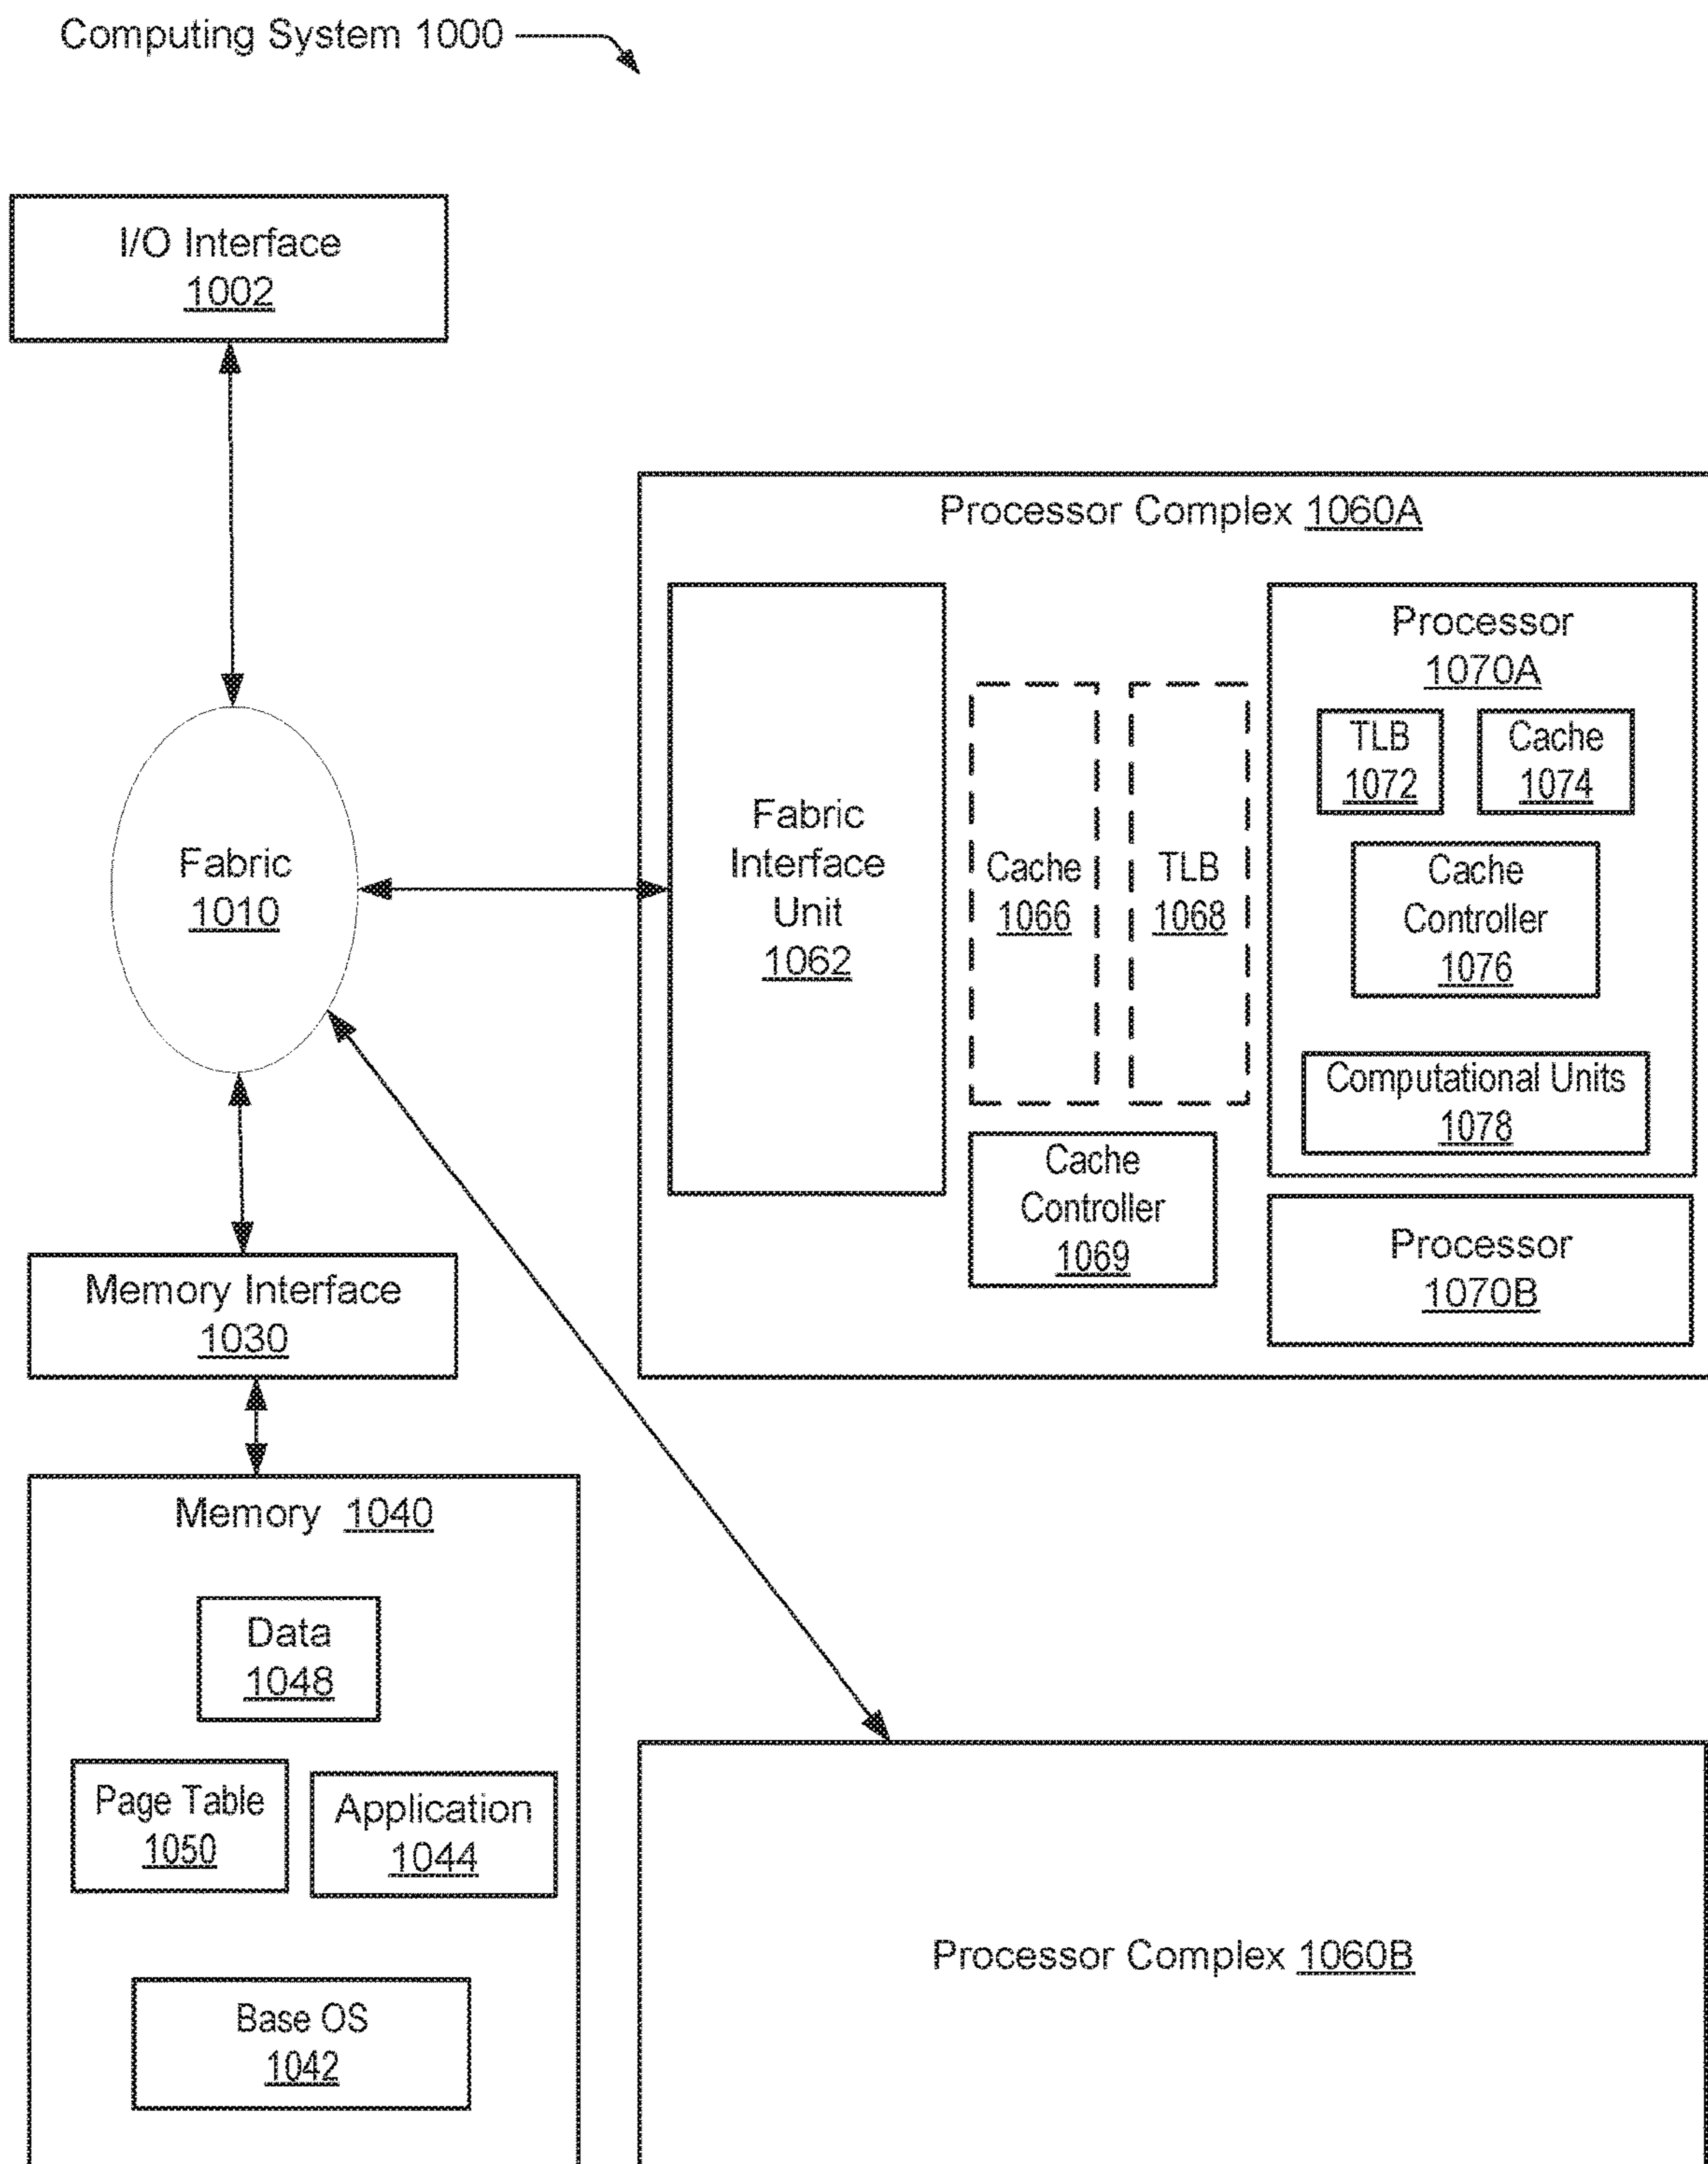 Computing System 1000
I/O Interface
1002
Fabric
1010
Memory Interface
1030
Memory 1040
Data
1048
Page Table
1050
Application
1044
Base OS
1042
Processor Complex 1060A
Fabric
Interface
Unit
1062
Cache
1066
TLB
1068
Cache
Controller
1069
Processor
1070A
TLB
1072
Cache
1074
Cache
Controller
1076
Computational Units
1078
Processor
1070B
Processor Complex 1060B